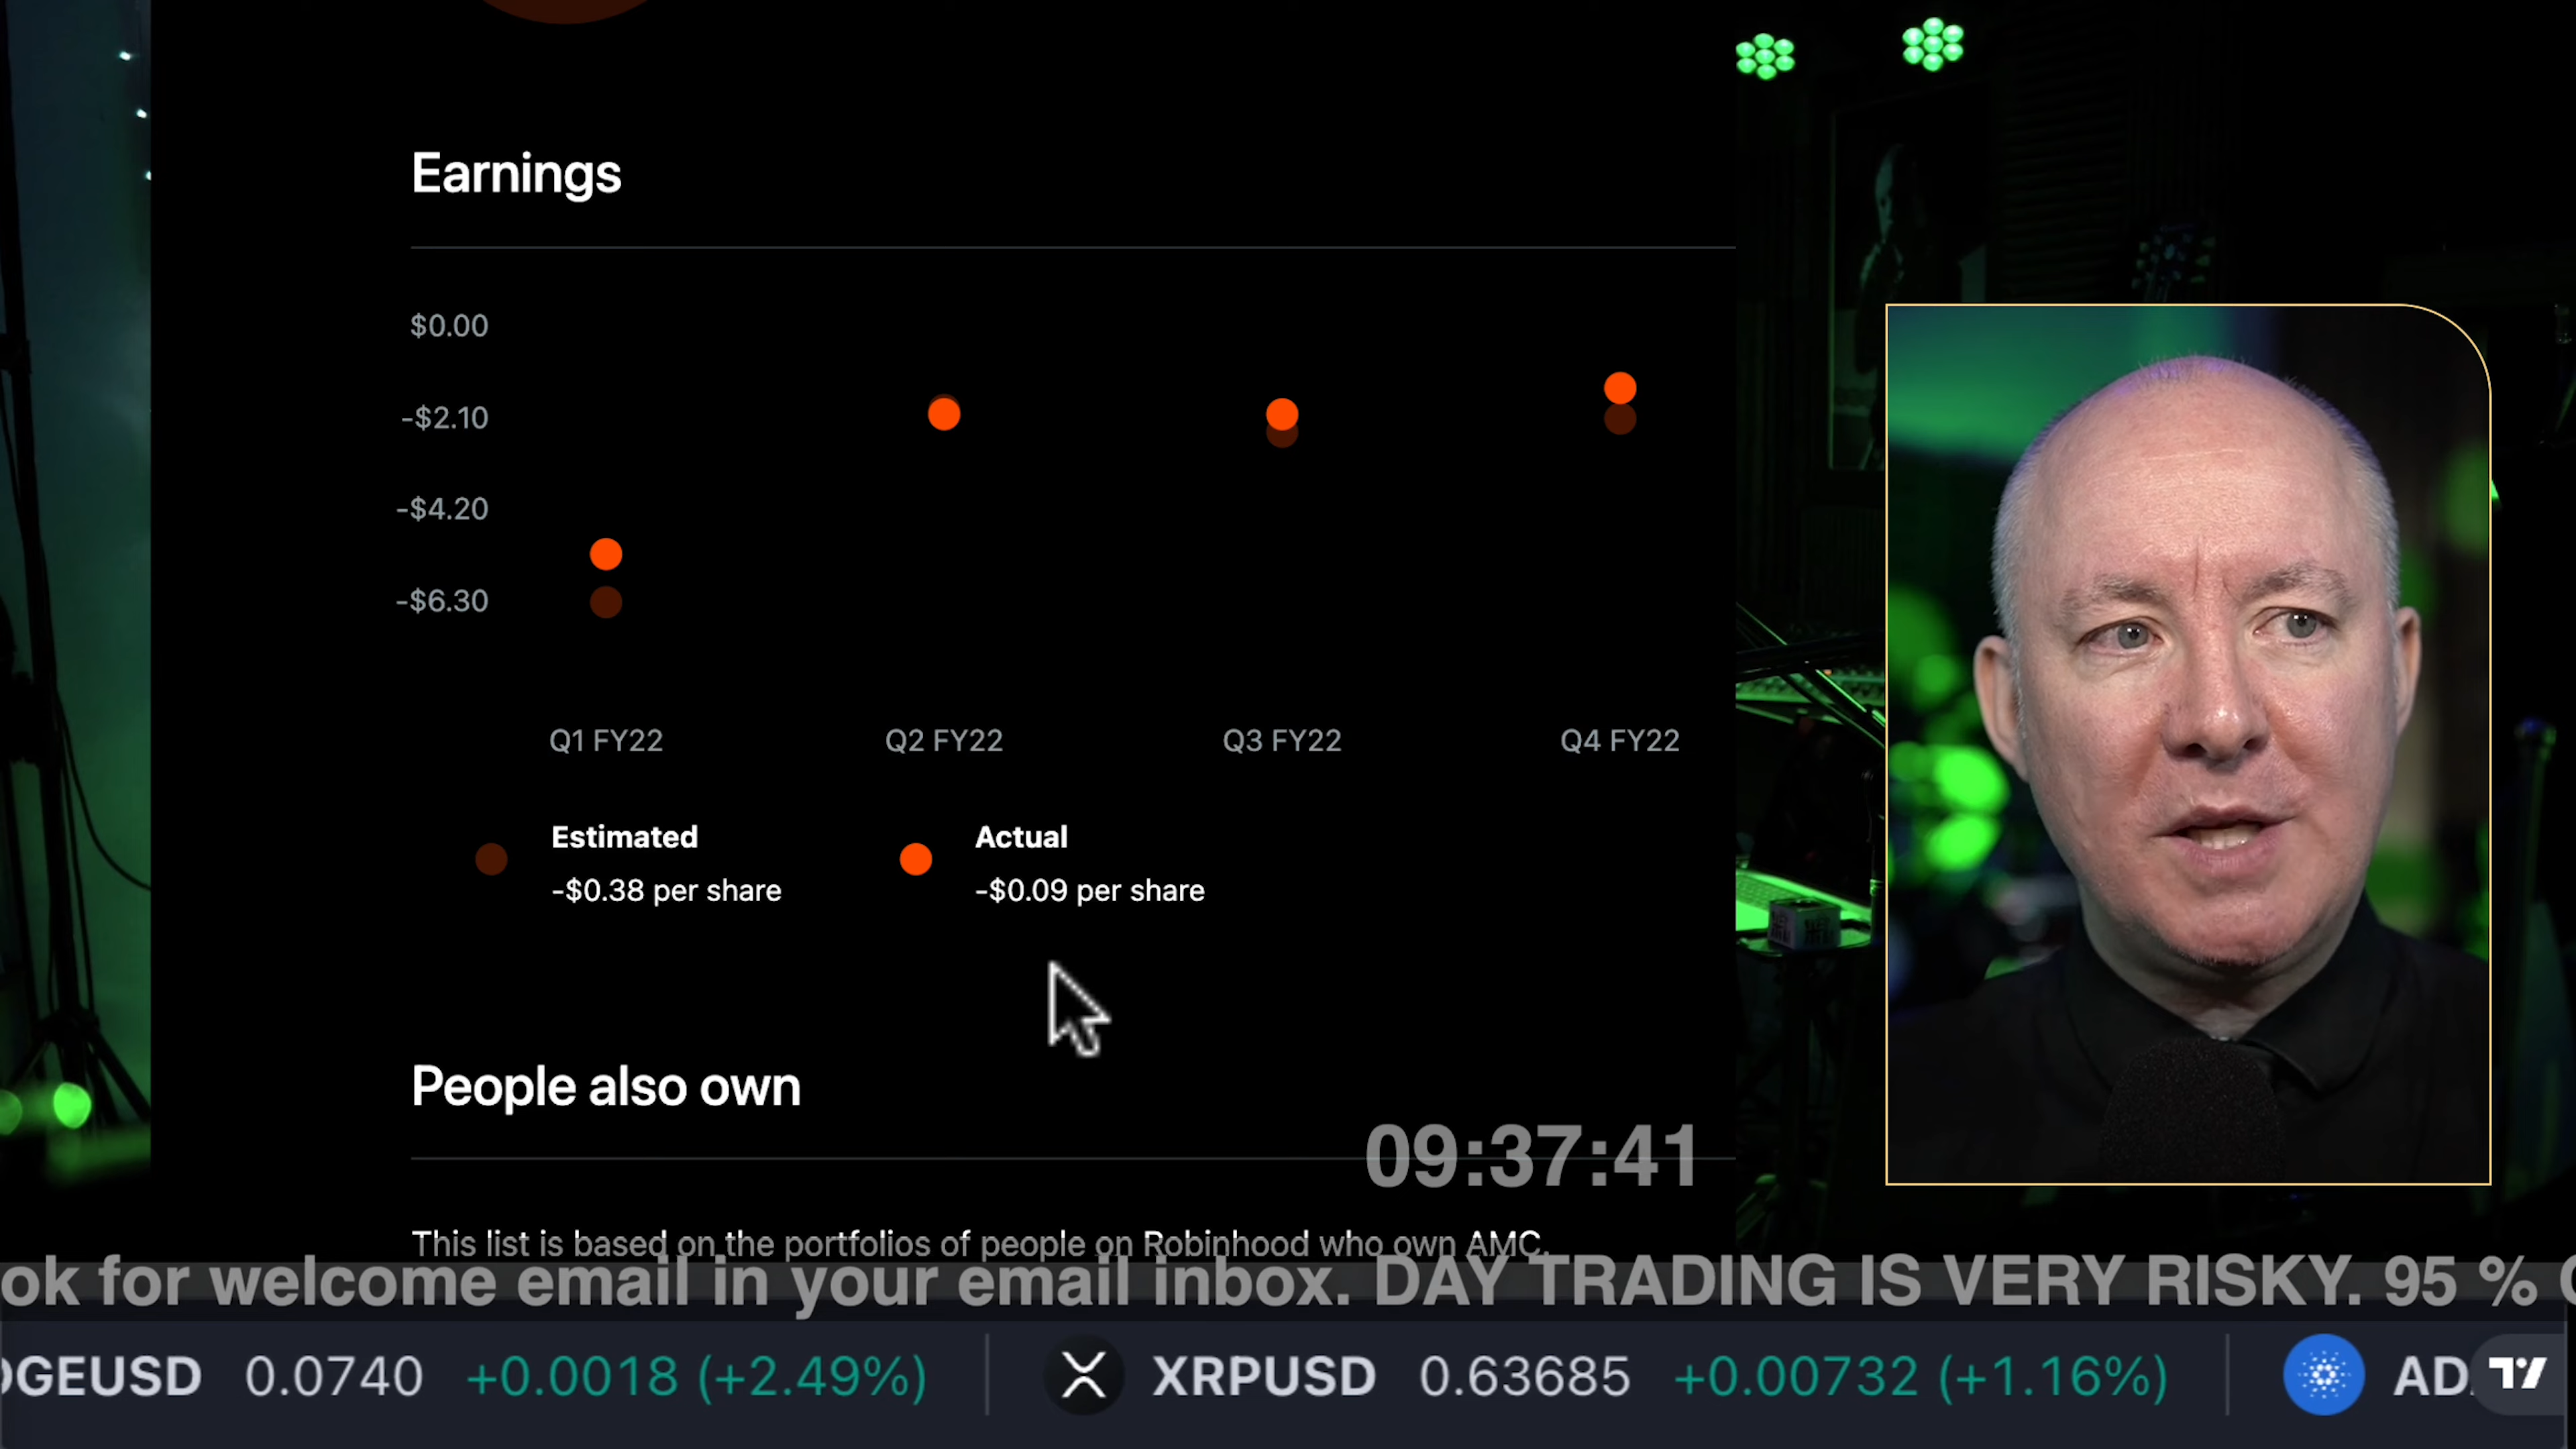 Earnings
$0.00
-$2.10
-$4.20
-$6.30
Q1 FY22 Q2 FY22 Q3 FY22 Q4 FY22
Estimated Actual
-$0.38 per share -$0.09 per share
People also own
09:37:41
This list is based on the portfolios of people on Robinhood who own AMC.
ok for welcome email in your email inbox. DAY TRADING IS VERY RISKY. 95 %
OGEUSD 0.0740 +0.0018 (+2.49%) XRPUSD 0.63685 +0.00732 (+1.16%) AD